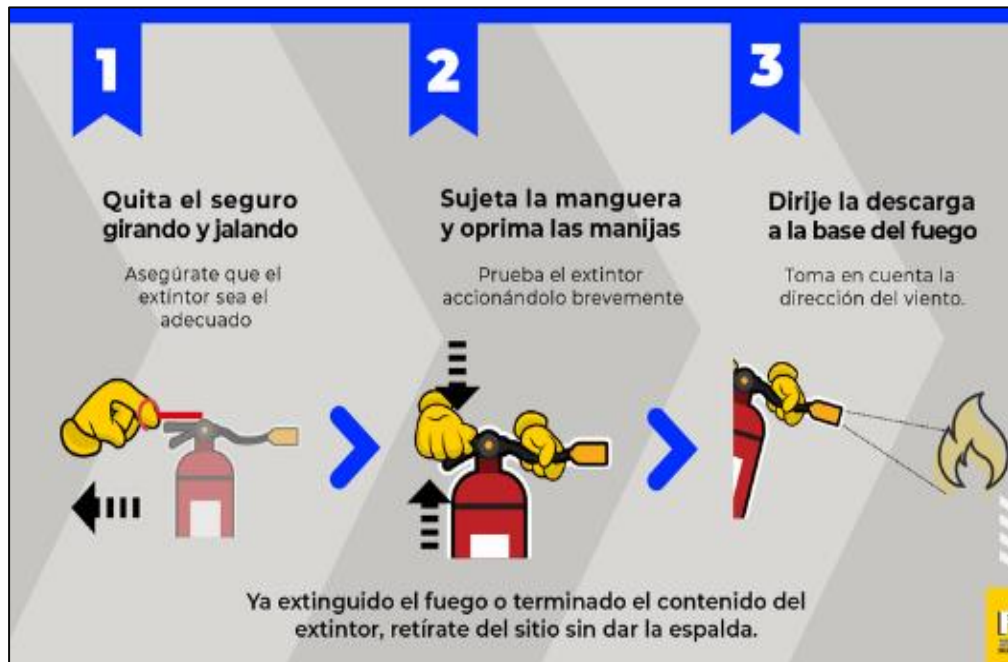 1
Quita el seguro
girando y jalando
Asegúrate que el
extintor sea el
adecuado
2
Sujeta la manguera
y oprima las manijas
Prueba el extintor
accionándolo brevemente
3
Dirije la descarga
a la base del fuego
Toma en cuenta la
dirección del viento.
Ya extinguido el fuego o terminado el contenido del
extintor, retírate del sitio sin dar la espalda.